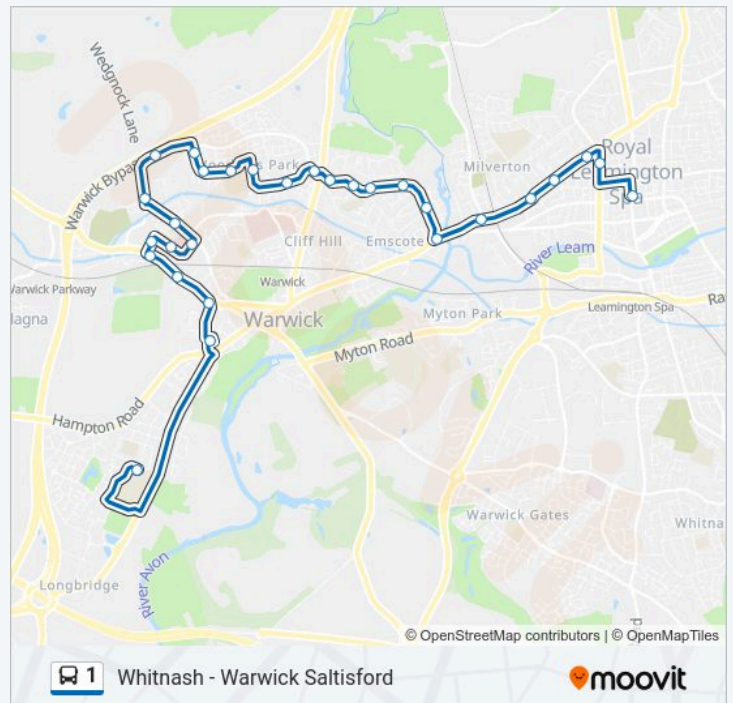 Wedgnock Lane
Warwick Bypass
Royal
Leamington
Spa
Milverton
Cliff Hill
Emscote
River Leam
Warwick Parkway
Warwick
Leamington Spa
Warwick
Myton Park
Myton Road
Hampton Road
Warwick Gates
Whitna
River Avon
Longbridge
© OpenStreetMap contributors | © OpenMapTiles
1 Whitnash - Warwick Saltisford
moovit